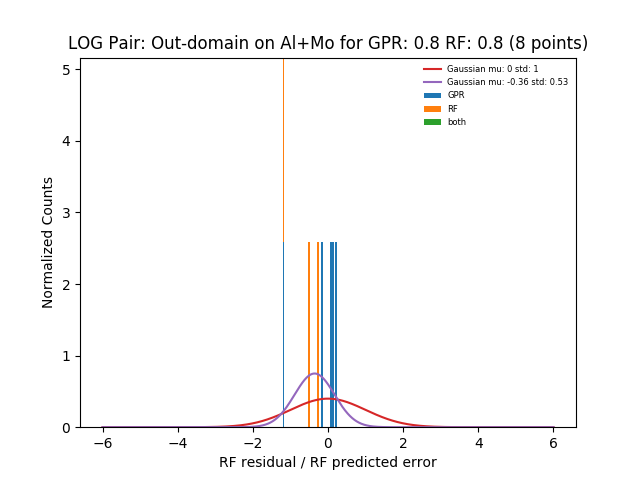 LOG Pair: Out-domain on Al+Mo for GPR: 0.8 RF: 0.8 (8 points)
Gaussian mu: 0 std: 1
Gaussian mu: -0.36 std: 0.53
GPR
RF
both
Normalized Counts
5
4
3
2
1
0
−6 −4 −2 0 2 4 6
RF residual / RF predicted error